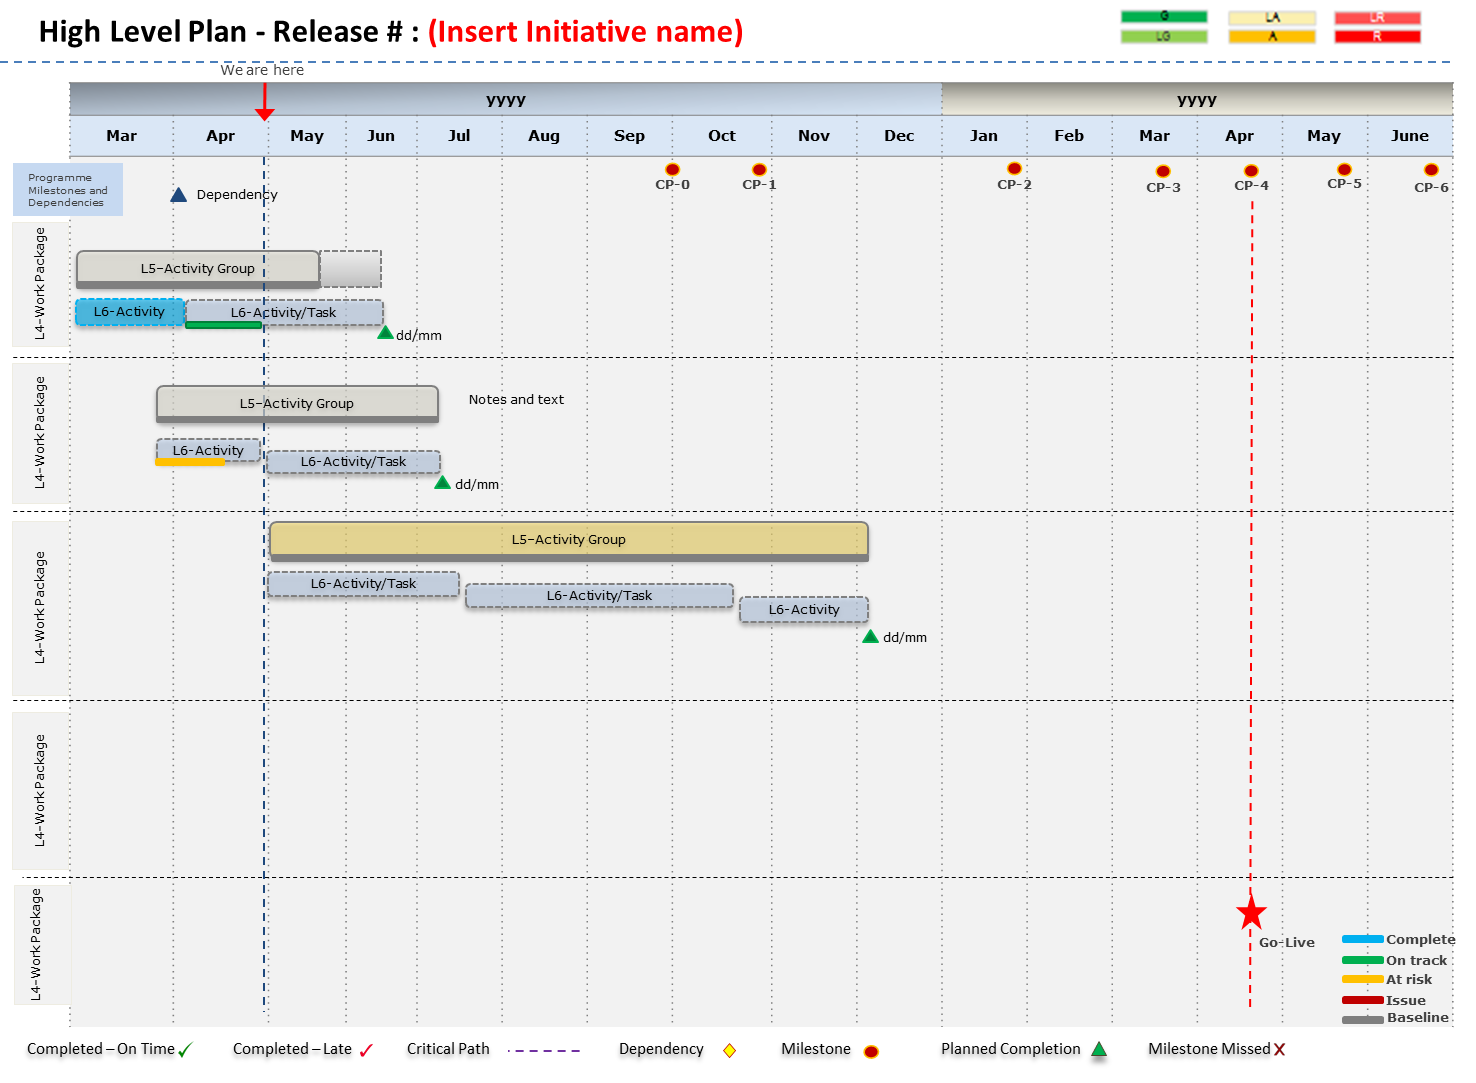 High Level Plan - Release # : (Insert Initiative name)
G LA LR
LG A R
We are here
yyyy yyyy
Mar Apr May Jun Jul Aug Sep Oct Nov Dec Jan Feb Mar Apr May June
Programme
Milestones and
Dependencies
Dependency
CP-0 CP-1 CP-2 CP-3 CP-4 CP-5 CP-6
L4-Work Package
L5-Activity Group
L6-Activity L6-Activity/Task
dd/mm
L4-Work Package
L5-Activity Group
Notes and text
L6-Activity L6-Activity/Task
dd/mm
L4-Work Package
L5-Activity Group
L6-Activity/Task
L6-Activity/Task
L6-Activity
dd/mm
L4-Work Package
L4-Work Package
Go-Live
Complete
On track
At risk
Issue
Baseline
Completed – On Time Completed – Late Critical Path Dependency Milestone Planned Completion Milestone Missed